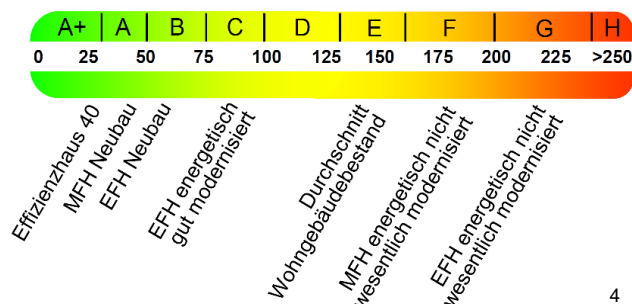 A+ A B C D E F G H
0 25 50 75 100 125 150 175 200 225 >250
Effizienzhaus 40
MFH Neubau
EFH Neubau
EFH energetisch
gut modernisiert
Durchschnitt
Wohngebäudebestand
MFH energetisch nicht
wesentlich modernisiert
EFH energetisch nicht
wesentlich modernisiert
4